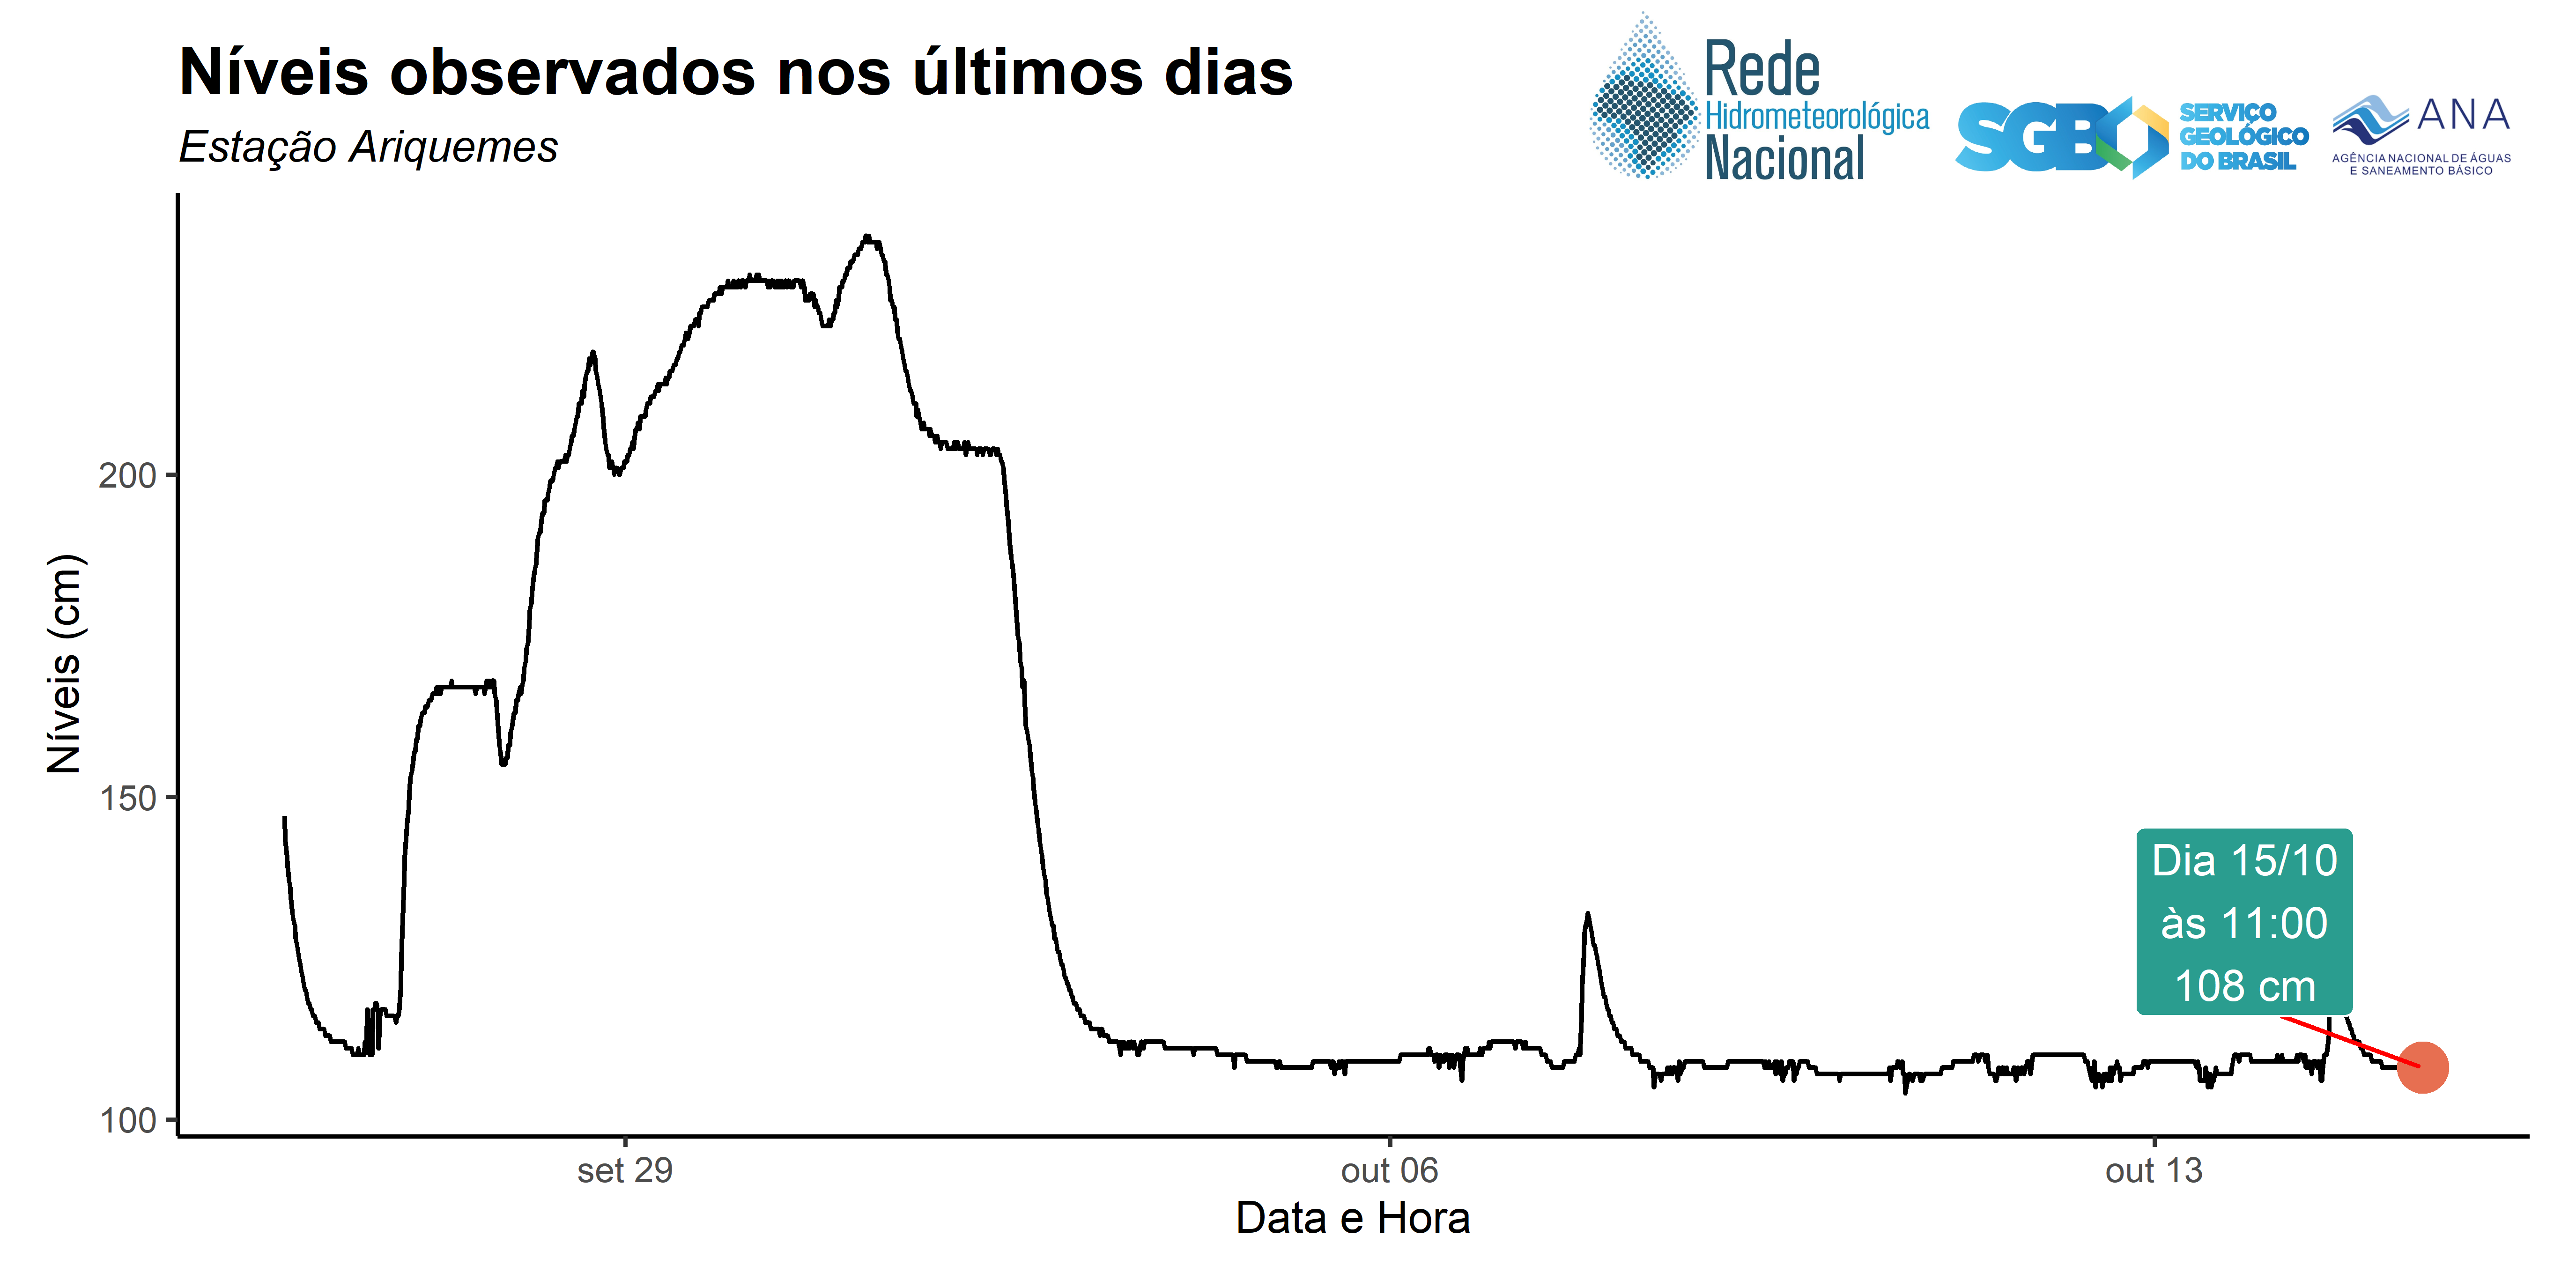 Níveis observados nos últimos dias
Estação Ariquemes
Rede
Hidrometeorológica
Nacional
SGB
SERVIÇO
GEOLÓGICO
DO BRASIL
ANA
AGÊNCIA NACIONAL DE ÁGUAS
E SANEAMENTO BÁSICO
Níveis (cm)
200
150
100
Dia 15/10
às 11:00
108 cm
set 29
out 06
out 13
Data e Hora